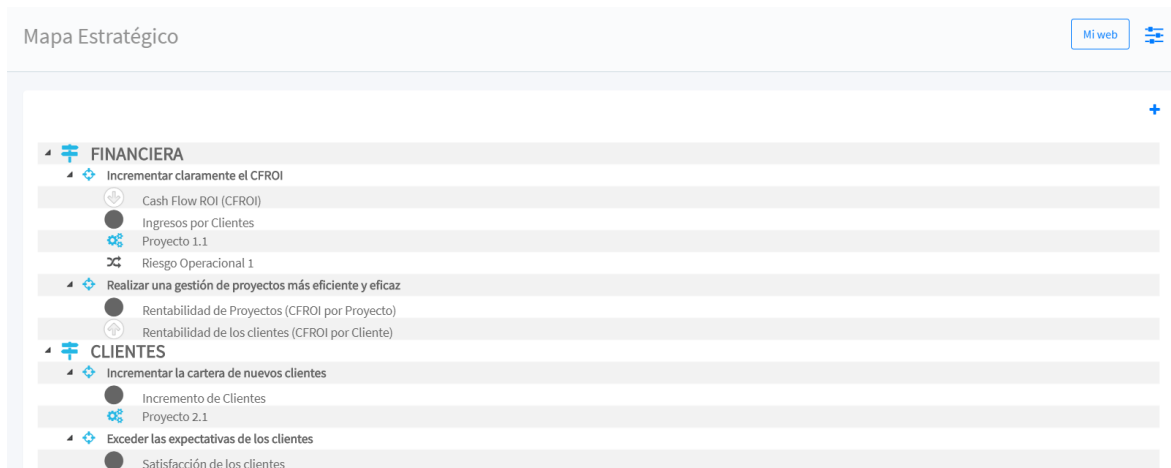 Mapa Estratégico
Mi web
FINANCIERA
Incrementar claramente el CFROI
Cash Flow ROI (CFROI)
Ingresos por Clientes
Proyecto 1.1
Riesgo Operacional 1
Realizar una gestión de proyectos más eficiente y eficaz
Rentabilidad de Proyectos (CFROI por Proyecto)
Rentabilidad de los clientes (CFROI por Cliente)
CLIENTES
Incrementar la cartera de nuevos clientes
Incremento de Clientes
Proyecto 2.1
Exceder las expectativas de los clientes
Satisfacción de los clientes